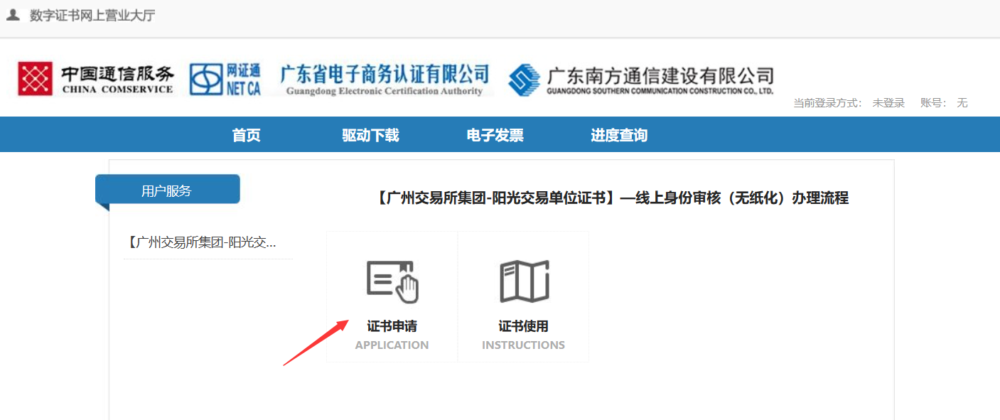 数字证书网上营业大厅
中国通信服务
CHINA COMSERVICE
网证通
NET CA
广东省电子商务认证有限公司
Guangdong Electronic Certification Authority
广东南方通信建设有限公司
GUANGDONG SOUTHERN COMMUNICATION CONSTRUCTION CO., LTD.
当前登录方式: 未登录 账号: 无
首页 驱动下载 电子发票 进度查询
用户服务
【广州交易所集团-阳光交...
【广州交易所集团-阳光交易单位证书】—线上身份审核（无纸化）办理流程
证书申请
APPLICATION
证书使用
INSTRUCTIONS